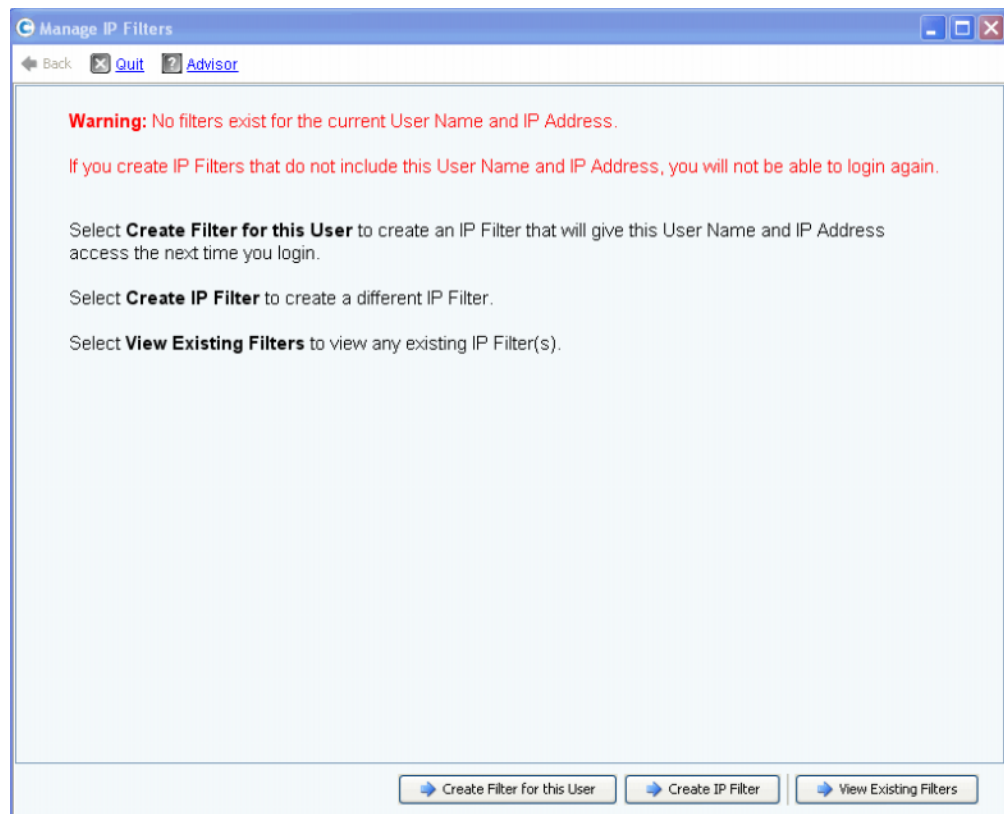 Manage IP Filters
Back Quit Advisor
Warning: No filters exist for the current User Name and IP Address.
If you create IP Filters that do not include this User Name and IP Address, you will not be able to login again.
Select Create Filter for this User to create an IP Filter that will give this User Name and IP Address
access the next time you login.
Select Create IP Filter to create a different IP Filter.
Select View Existing Filters to view any existing IP Filter(s).
Create Filter for this User Create IP Filter View Existing Filters